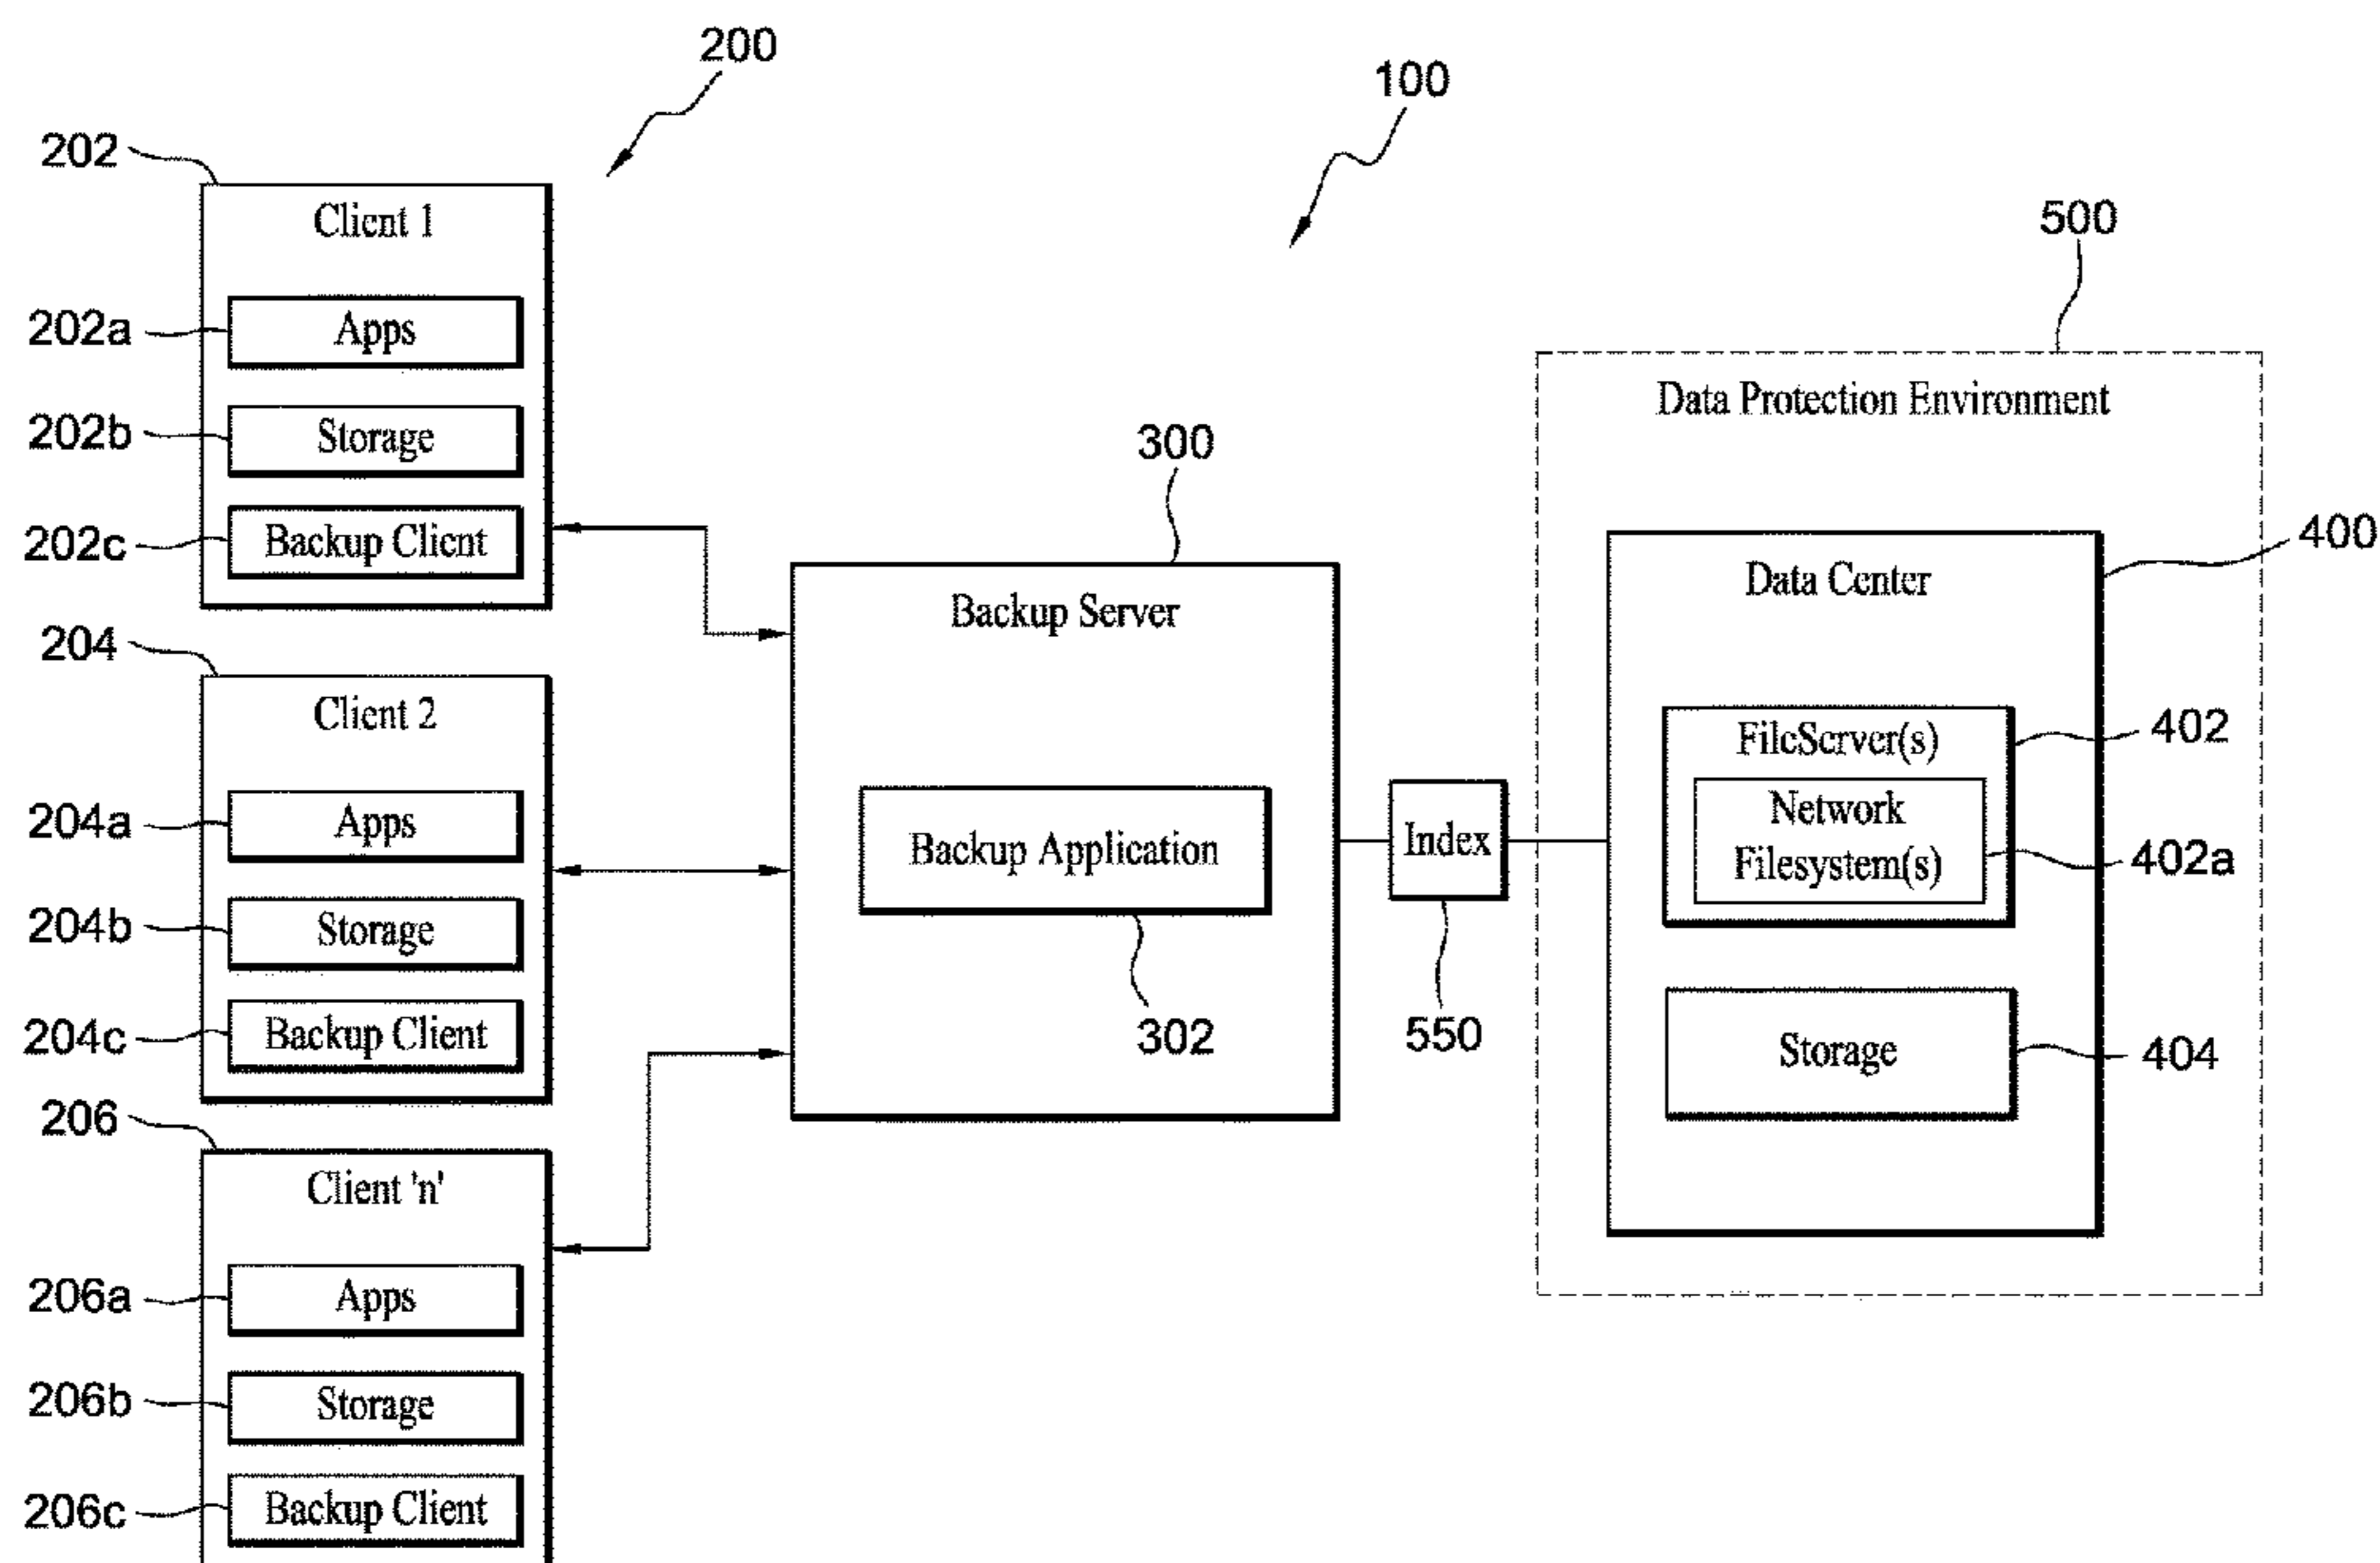 200
100
202
Client 1
500
202a
Apps
Data Protection Environment
202b
Storage
300
202c
Backup Client
400
Data Center
Backup Server
204
Client 2
FileServer(s)
402
204a
Apps
Network
Filesystem(s)
402a
Backup Application
Index
204b
Storage
302
550
204c
Backup Client
Storage
404
206
Client 'n'
206a
Apps
206b
Storage
206c
Backup Client